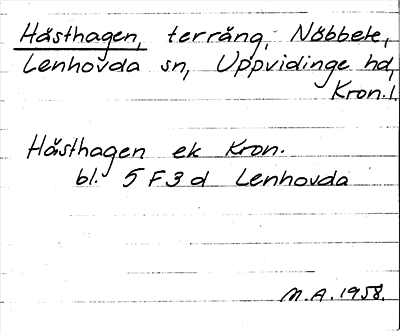 Hästhagen, terräng, Nöbbele,
Lenhovda sn, Uppvidinge hd,
Kron.l.
Hästhagen ek Kron.
bl. 5 F 3 d Lenhovda
M.A. 1958.